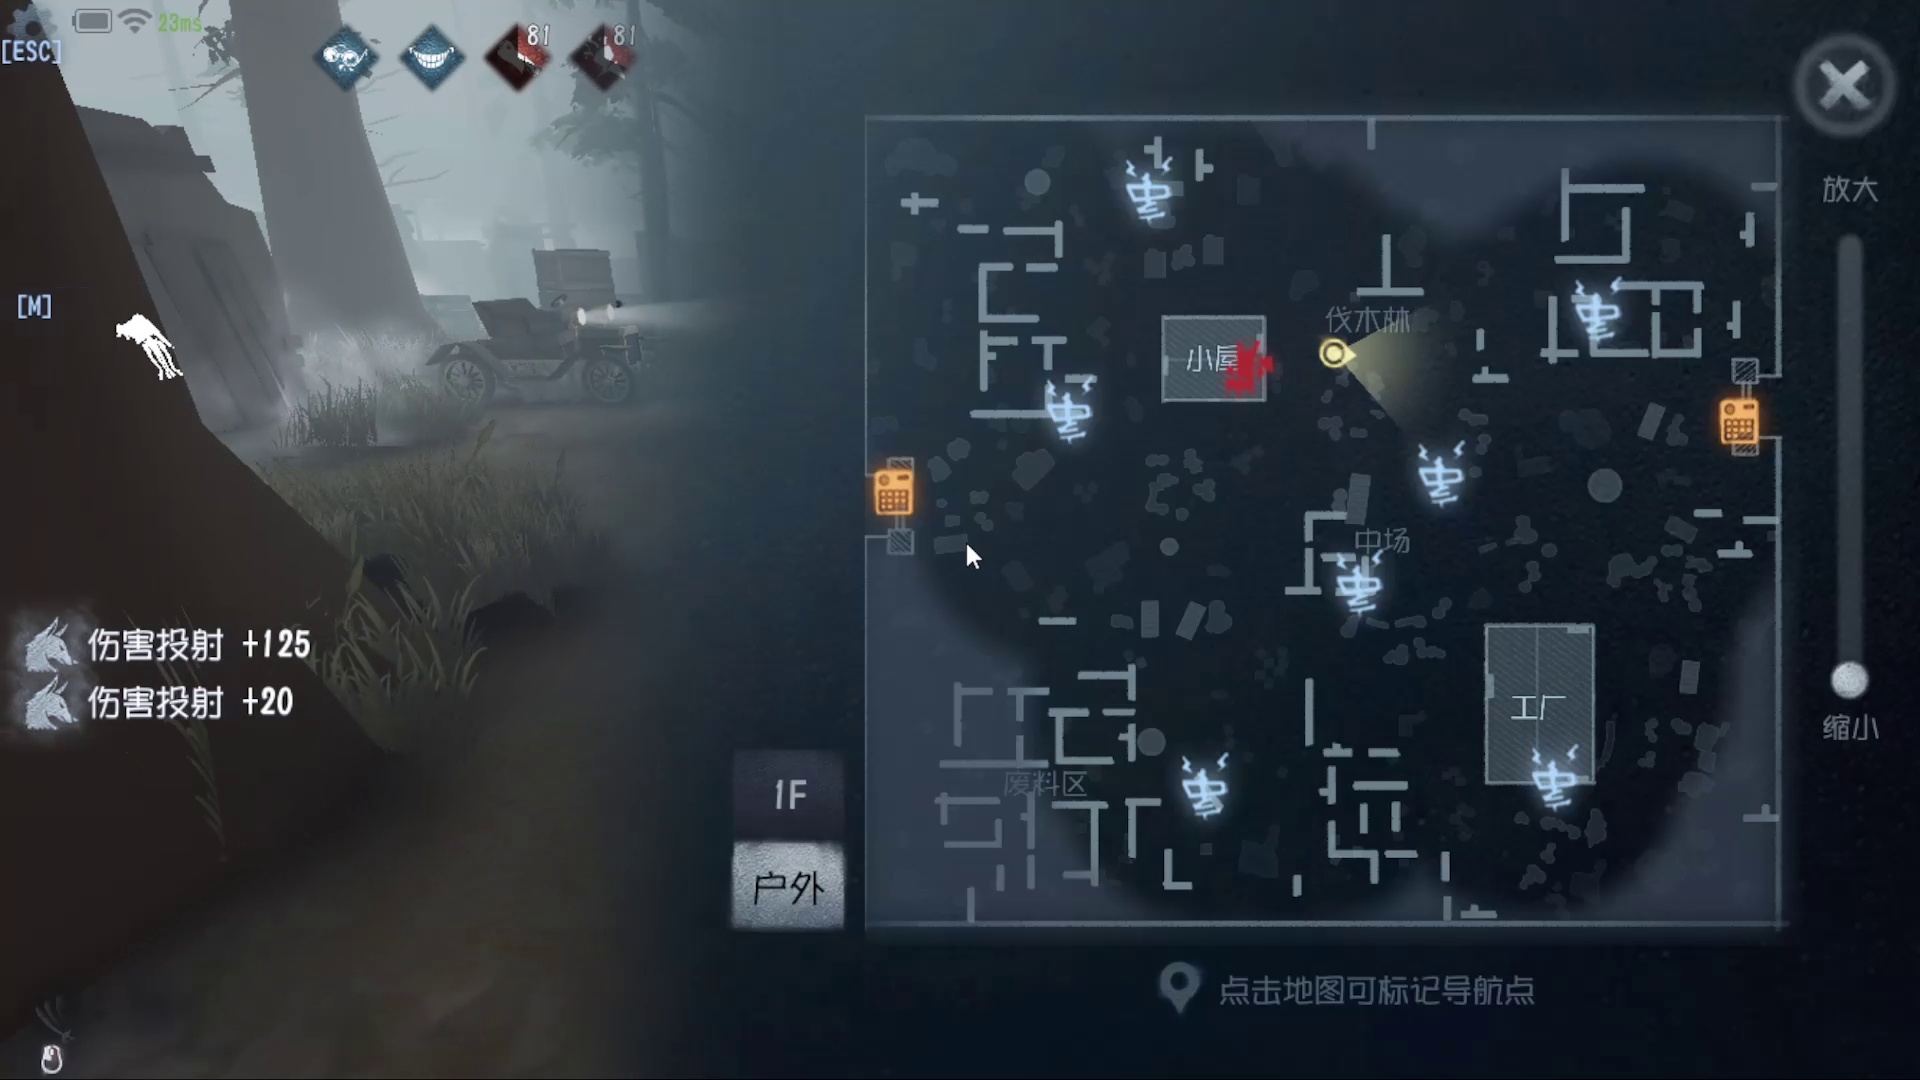 23ms
[ESC]
81
81
[M]
放大
伐木林
小屋
中场
伤害投射 +125
伤害投射 +20
工厂
缩小
废料区
1F
户外
点击地图可标记导航点